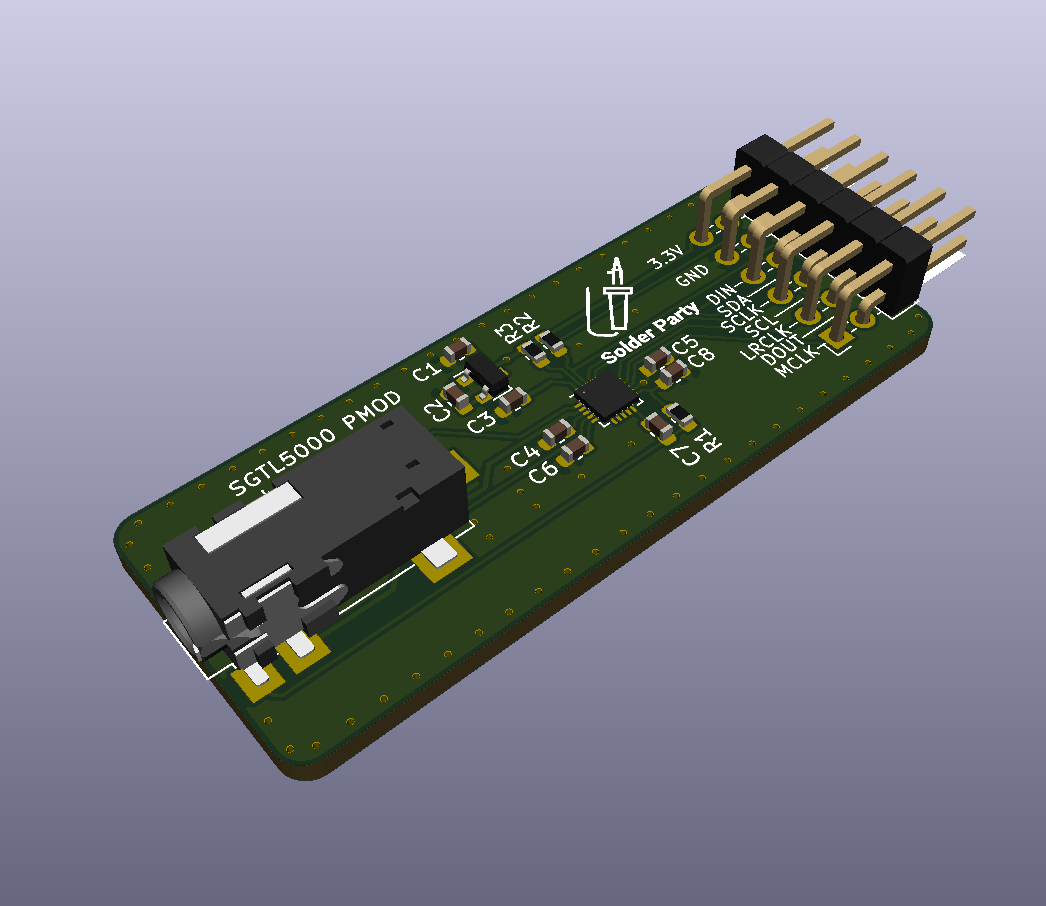 3.3V
GND
DIN
SDA
SCLK
SCL
LRCLK
DOUT
MCLK
Solder Party
R3
R2
C1
C2
C3
C5
C8
C4
C6
C7
R1
SGTL5000 PMOD